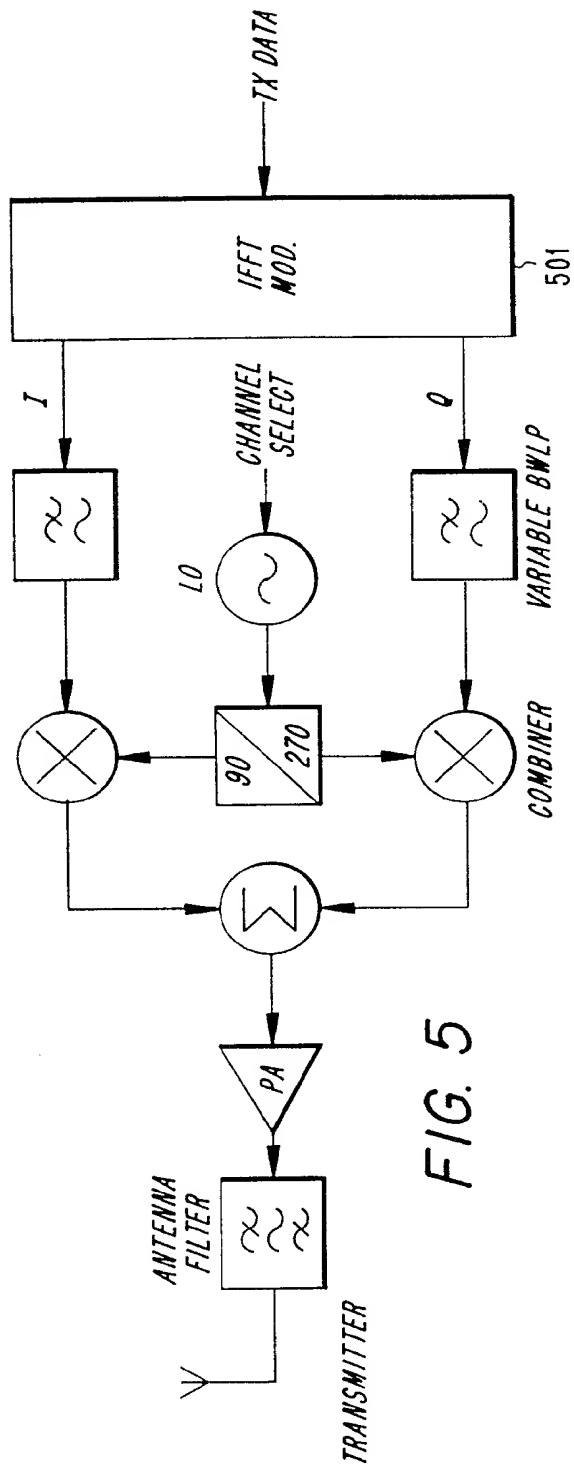 TX DATA
IFFT
MOD.
501
I
Q
CHANNEL
SELECT
LO
VARIABLE BWLP
90
270
COMBINER
Σ
PA
ANTENNA
FILTER
TRANSMITTER
FIG. 5